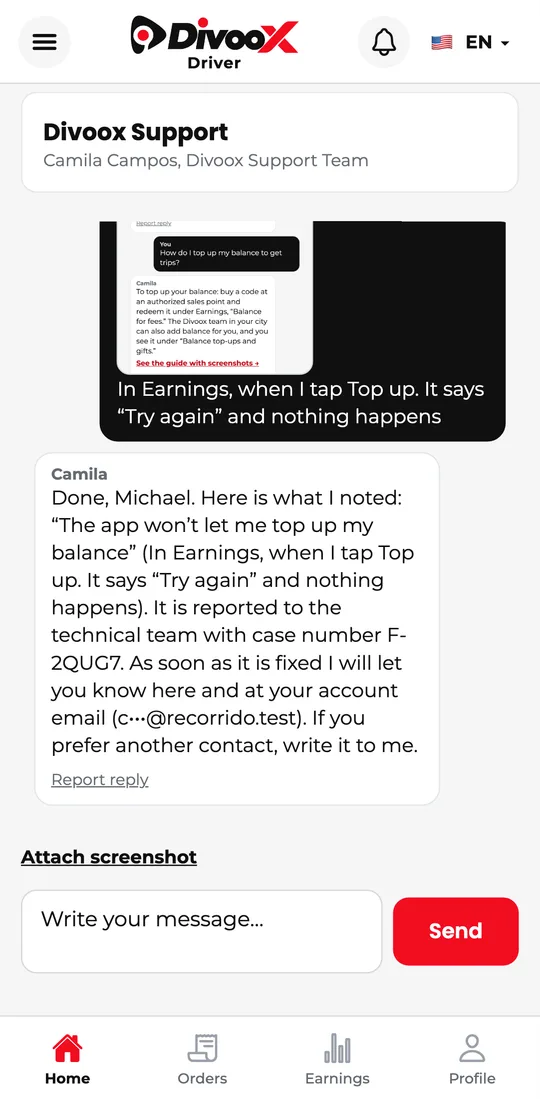 DivooX
Driver
EN
Divoox Support
Camila Campos, Divoox Support Team
Report reply
You
How do I top up my balance to get
trips?
Camila
To top up your balance: buy a code at
an authorized sales point and
redeem it under Earnings, “Balance
for fees.” The Divoox team in your city
can also add balance for you, and you
see it under “Balance top-ups and
gifts.”
See the guide with screenshots →
In Earnings, when I tap Top up. It says
“Try again” and nothing happens
Camila
Done, Michael. Here is what I noted:
“The app won’t let me top up my
balance” (In Earnings, when I tap Top
up. It says “Try again” and nothing
happens). It is reported to the
technical team with case number F-
2QUG7. As soon as it is fixed I will let
you know here and at your account
email (c···@recorrido.test). If you
prefer another contact, write it to me.
Report reply
Attach screenshot
Write your message...
Send
Home
Orders
Earnings
Profile